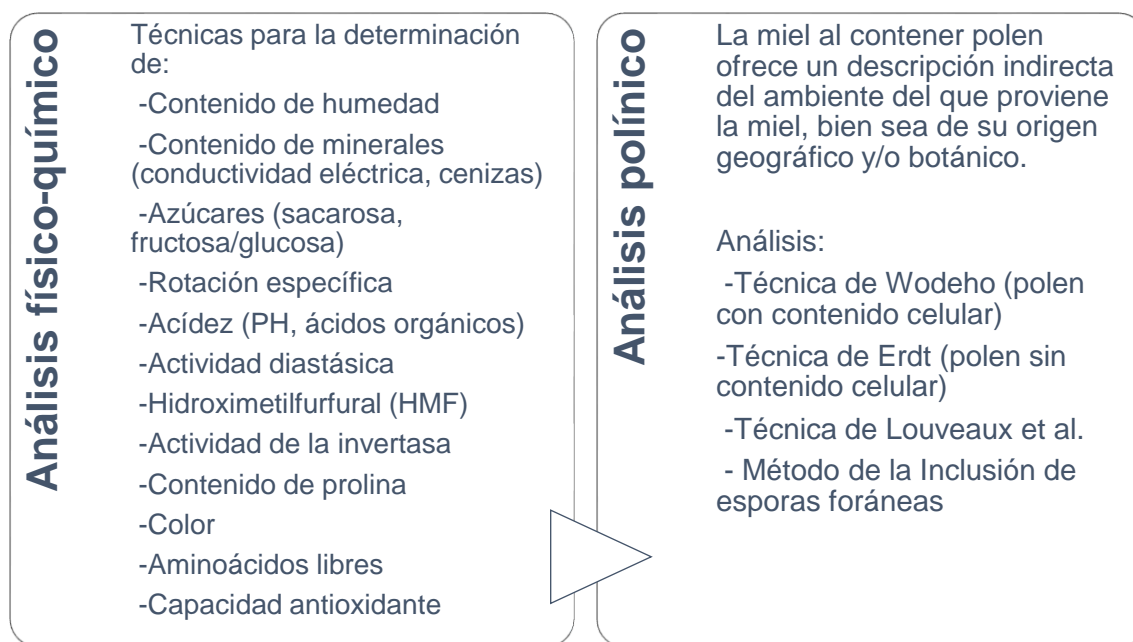 Análisis físico-químico
Técnicas para la determinación
de:
-Contenido de humedad
-Contenido de minerales
(conductividad eléctrica, cenizas)
-Azúcares (sacarosa,
fructosa/glucosa)
-Rotación específica
-Acídez (PH, ácidos orgánicos)
-Actividad diastásica
-Hidroximetilfurfural (HMF)
-Actividad de la invertasa
-Contenido de prolina
-Color
-Aminoácidos libres
-Capacidad antioxidante
Análisis polínico
La miel al contener polen
ofrece un descripción indirecta
del ambiente del que proviene
la miel, bien sea de su origen
geográfico y/o botánico.
Análisis:
-Técnica de Wodeho (polen
con contenido celular)
-Técnica de Erdt (polen sin
contenido celular)
-Técnica de Louveaux et al.
- Método de la Inclusión de
esporas foráneas